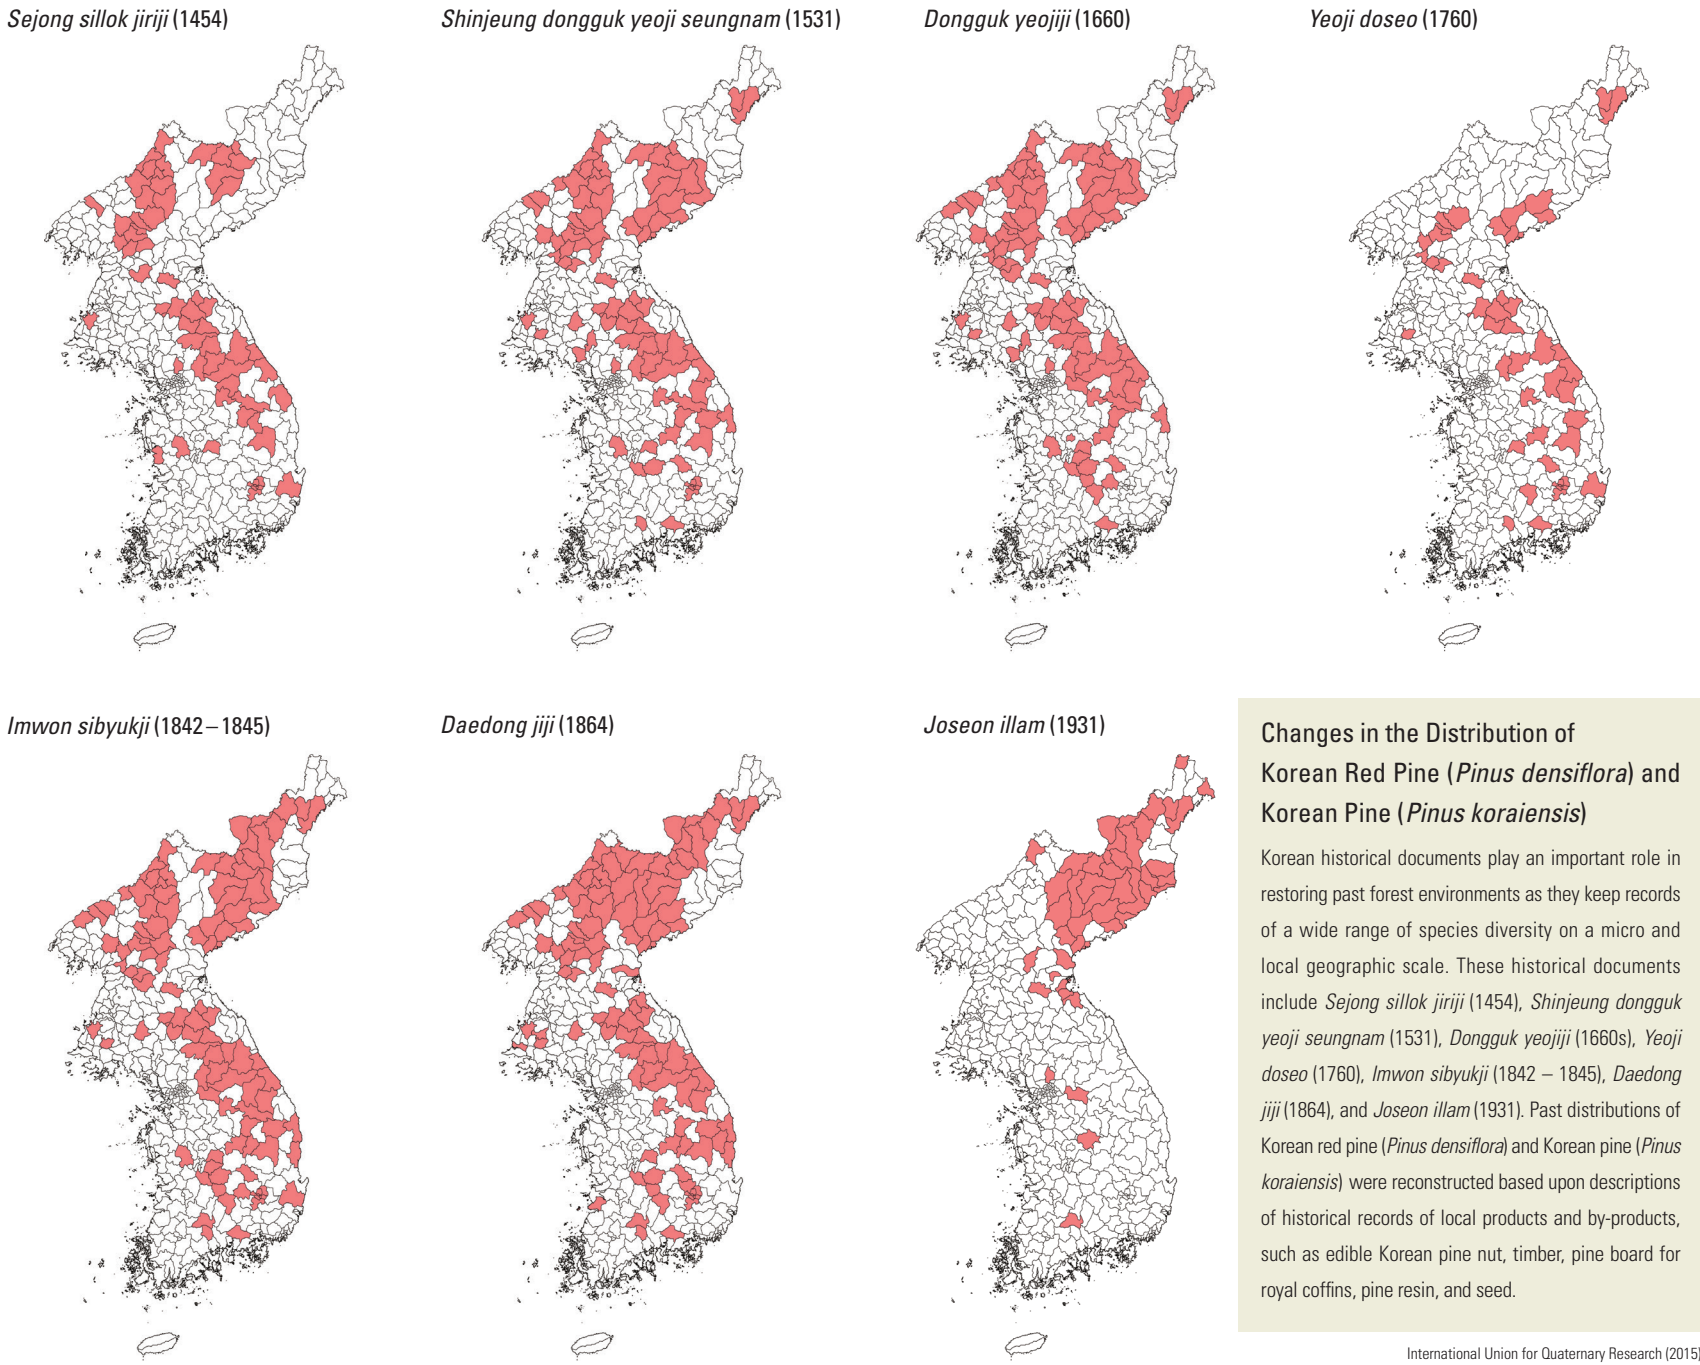 Sejong sillok jiriji (1454)
Shinjeung dongguk yeoji seungnam (1531)
Dongguk yeojiji (1660)
Yeoji doseo (1760)
Imwon sibyukji (1842–1845)
Daedong jiji (1864)
Joseon illam (1931)
Changes in the Distribution of
Korean Red Pine (Pinus densiflora) and
Korean Pine (Pinus koraiensis)
Korean historical documents play an important role in
restoring past forest environments as they keep records
of a wide range of species diversity on a micro and
local geographic scale. These historical documents
include Sejong sillok jiriji (1454), Shinjeung dongguk
yeoji seungnam (1531), Dongguk yeojiji (1660s), Yeoji
doseo (1760), Imwon sibyukji (1842 – 1845), Daedong
jiji (1864), and Joseon illam (1931). Past distributions of
Korean red pine (Pinus densiflora) and Korean pine (Pinus
koraiensis) were reconstructed based upon descriptions
of historical records of local products and by-products,
such as edible Korean pine nut, timber, pine board for
royal coffins, pine resin, and seed.
International Union for Quaternary Research (2015)